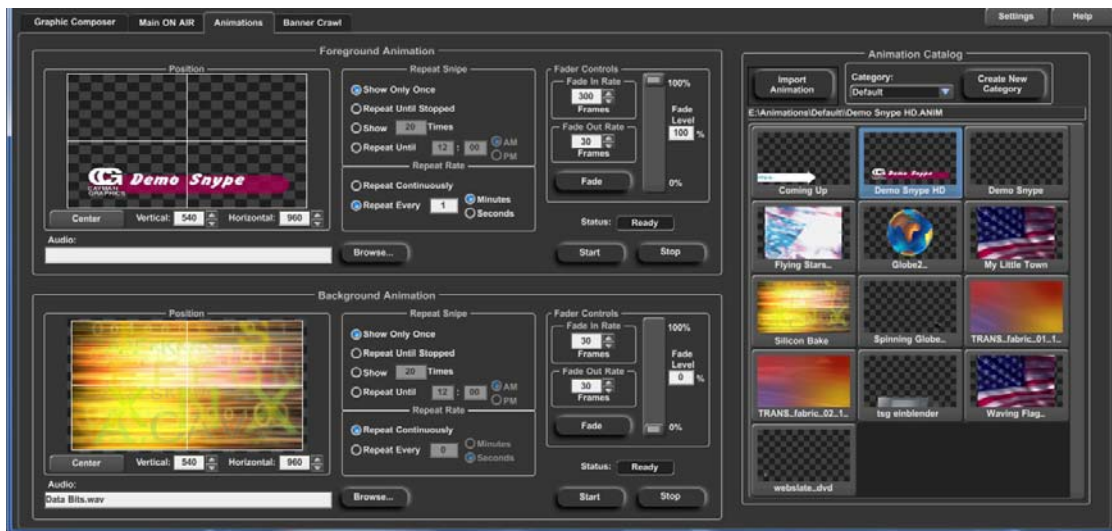 Graphic Composer Main ON AIR Animations Banner Crawl Settings Help
Foreground Animation
Position
CG Demo Snype
CAYMAN
GRAPHICS
Center Vertical: 540 Horizontal: 960
Audio:
Browse...
Repeat Snipe
Show Only Once
Repeat Until Stopped
Show 20 Times
Repeat Until 12 : 00 AM
PM
Repeat Rate
Repeat Continuously
Repeat Every 1 Minutes
Seconds
Fader Controls
Fade In Rate
300
Frames
Fade Out Rate
30
Frames
Fade
100%
Fade
Level
100 %
0%
Status: Ready
Start Stop
Background Animation
Position
Center Vertical: 540 Horizontal: 960
Audio:
Data Bits.wav
Browse...
Repeat Snipe
Show Only Once
Repeat Until Stopped
Show 20 Times
Repeat Until 12 : 00 AM
PM
Repeat Rate
Repeat Continuously
Repeat Every 0 Minutes
Seconds
Fader Controls
Fade In Rate
30
Frames
Fade Out Rate
30
Frames
Fade
100%
Fade
Level
0 %
0%
Status: Ready
Start Stop
Animation Catalog
Import
Animation
Category:
Default
Create New
Category
E:\Animations\Default\Demo Snype HD.ANIM
Coming Up Demo Snype HD Demo Snype
Flying Stars.. Globe2.. My Little Town
Silicon Bake Spinning Globe.. TRANS..fabric..01..1..
TRANS..fabric..02..1.. tsg einblender Waving Flag..
webslate..dvd